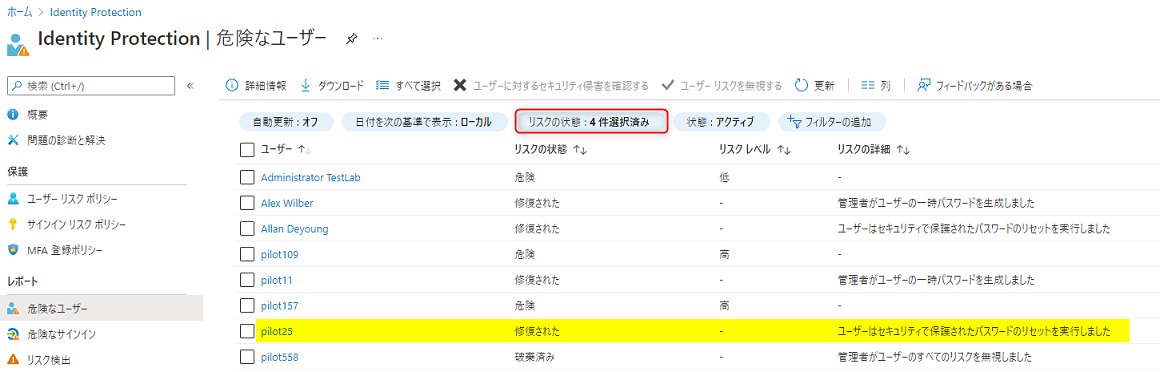 ホーム > Identity Protection
Identity Protection | 危険なユーザー ...
検索 (Ctrl+/) «
詳細情報 ダウンロード すべて選択 ユーザーに対するセキュリティ侵害を確認する ユーザー リスクを無視する 更新 列 フィードバックがある場合
概要
問題の診断と解決
保護
ユーザー リスク ポリシー
サインイン リスク ポリシー
MFA 登録ポリシー
レポート
危険なユーザー
危険なサインイン
リスク検出
自動更新 : オフ 日付を次の基準で表示 : ローカル リスクの状態 : 4 件選択済み 状態 : アクティブ フィルターの追加
ユーザー ↑↓ リスクの状態 ↑↓ リスク レベル ↑↓ リスクの詳細 ↑↓
Administrator TestLab 危険 低 -
Alex Wilber 修復された - 管理者がユーザーの一時パスワードを生成しました
Allan Deyoung 修復された - ユーザーはセキュリティで保護されたパスワードのリセットを実行しました
pilot109 危険 高 -
pilot11 修復された - 管理者がユーザーの一時パスワードを生成しました
pilot157 危険 高 -
pilot25 修復された - ユーザーはセキュリティで保護されたパスワードのリセットを実行しました
pilot558 破棄済み - 管理者がユーザーのすべてのリスクを無視しました